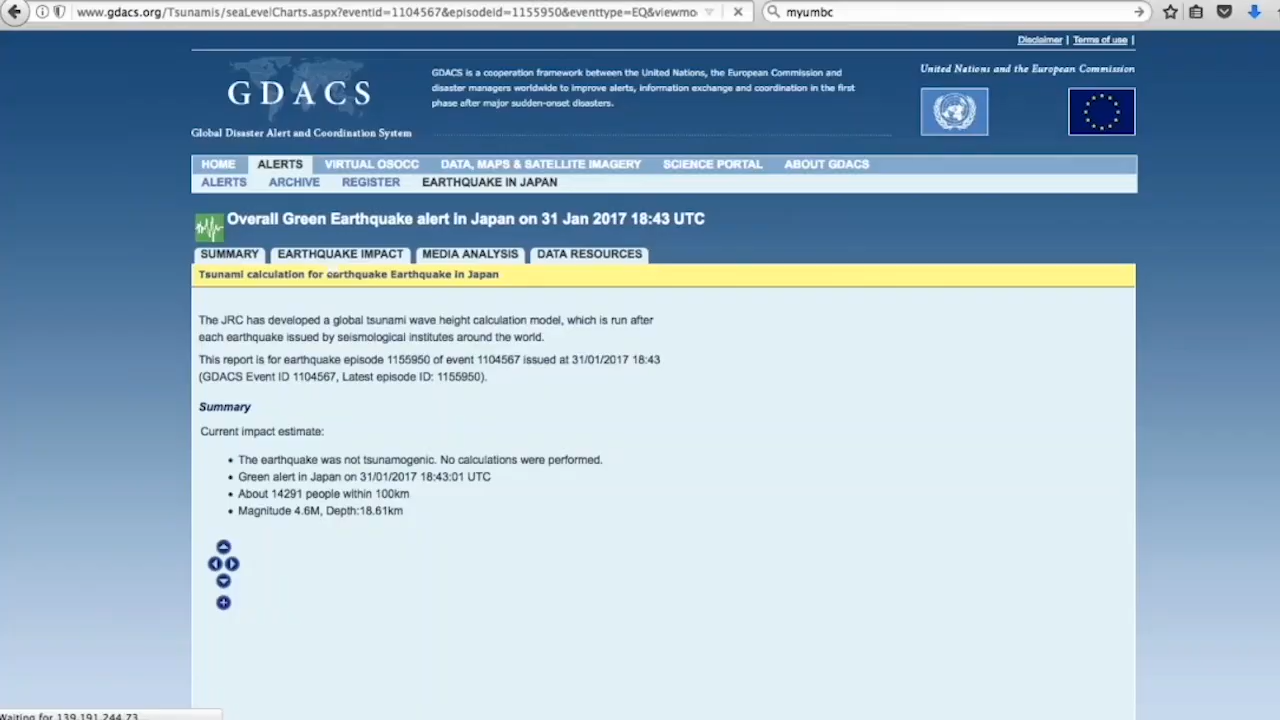 www.gdacs.org/Tsunamis/seaLevelCharts.aspx?eventid=1104567&episodeid=1155950&eventtype=EQ&viewmo
myumbc
Disclaimer | Terms of use |
GDACS
Global Disaster Alert and Coordination System
GDACS is a cooperation framework between the United Nations, the European Commission and
disaster managers worldwide to improve alerts, information exchange and coordination in the first
phase after major sudden-onset disasters.
United Nations and the European Commission
HOME ALERTS VIRTUAL OSOCC DATA, MAPS & SATELLITE IMAGERY SCIENCE PORTAL ABOUT GDACS
ALERTS ARCHIVE REGISTER EARTHQUAKE IN JAPAN
Overall Green Earthquake alert in Japan on 31 Jan 2017 18:43 UTC
SUMMARY EARTHQUAKE IMPACT MEDIA ANALYSIS DATA RESOURCES
Tsunami calculation for earthquake Earthquake in Japan
The JRC has developed a global tsunami wave height calculation model, which is run after
each earthquake issued by seismological institutes around the world.
This report is for earthquake episode 1155950 of event 1104567 issued at 31/01/2017 18:43
(GDACS Event ID 1104567, Latest episode ID: 1155950).
Summary
Current impact estimate:
• The earthquake was not tsunamogenic. No calculations were performed.
• Green alert in Japan on 31/01/2017 18:43:01 UTC
• About 14291 people within 100km
• Magnitude 4.6M, Depth:18.61km
Waiting for 139.191.244.73...